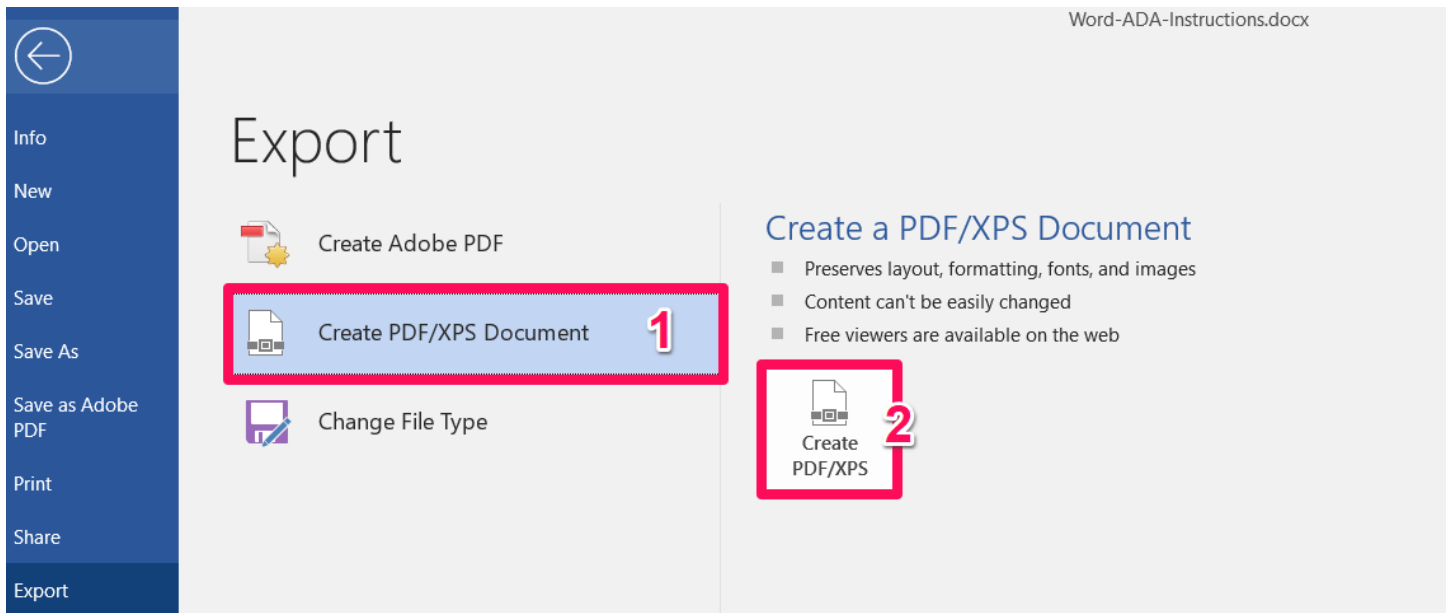 Word-ADA-Instructions.docx
Info
New
Open
Save
Save As
Save as Adobe
PDF
Print
Share
Export
Export
Create Adobe PDF
Create PDF/XPS Document
1
Change File Type
Create a PDF/XPS Document
Preserves layout, formatting, fonts, and images
Content can't be easily changed
Free viewers are available on the web
Create
PDF/XPS
2